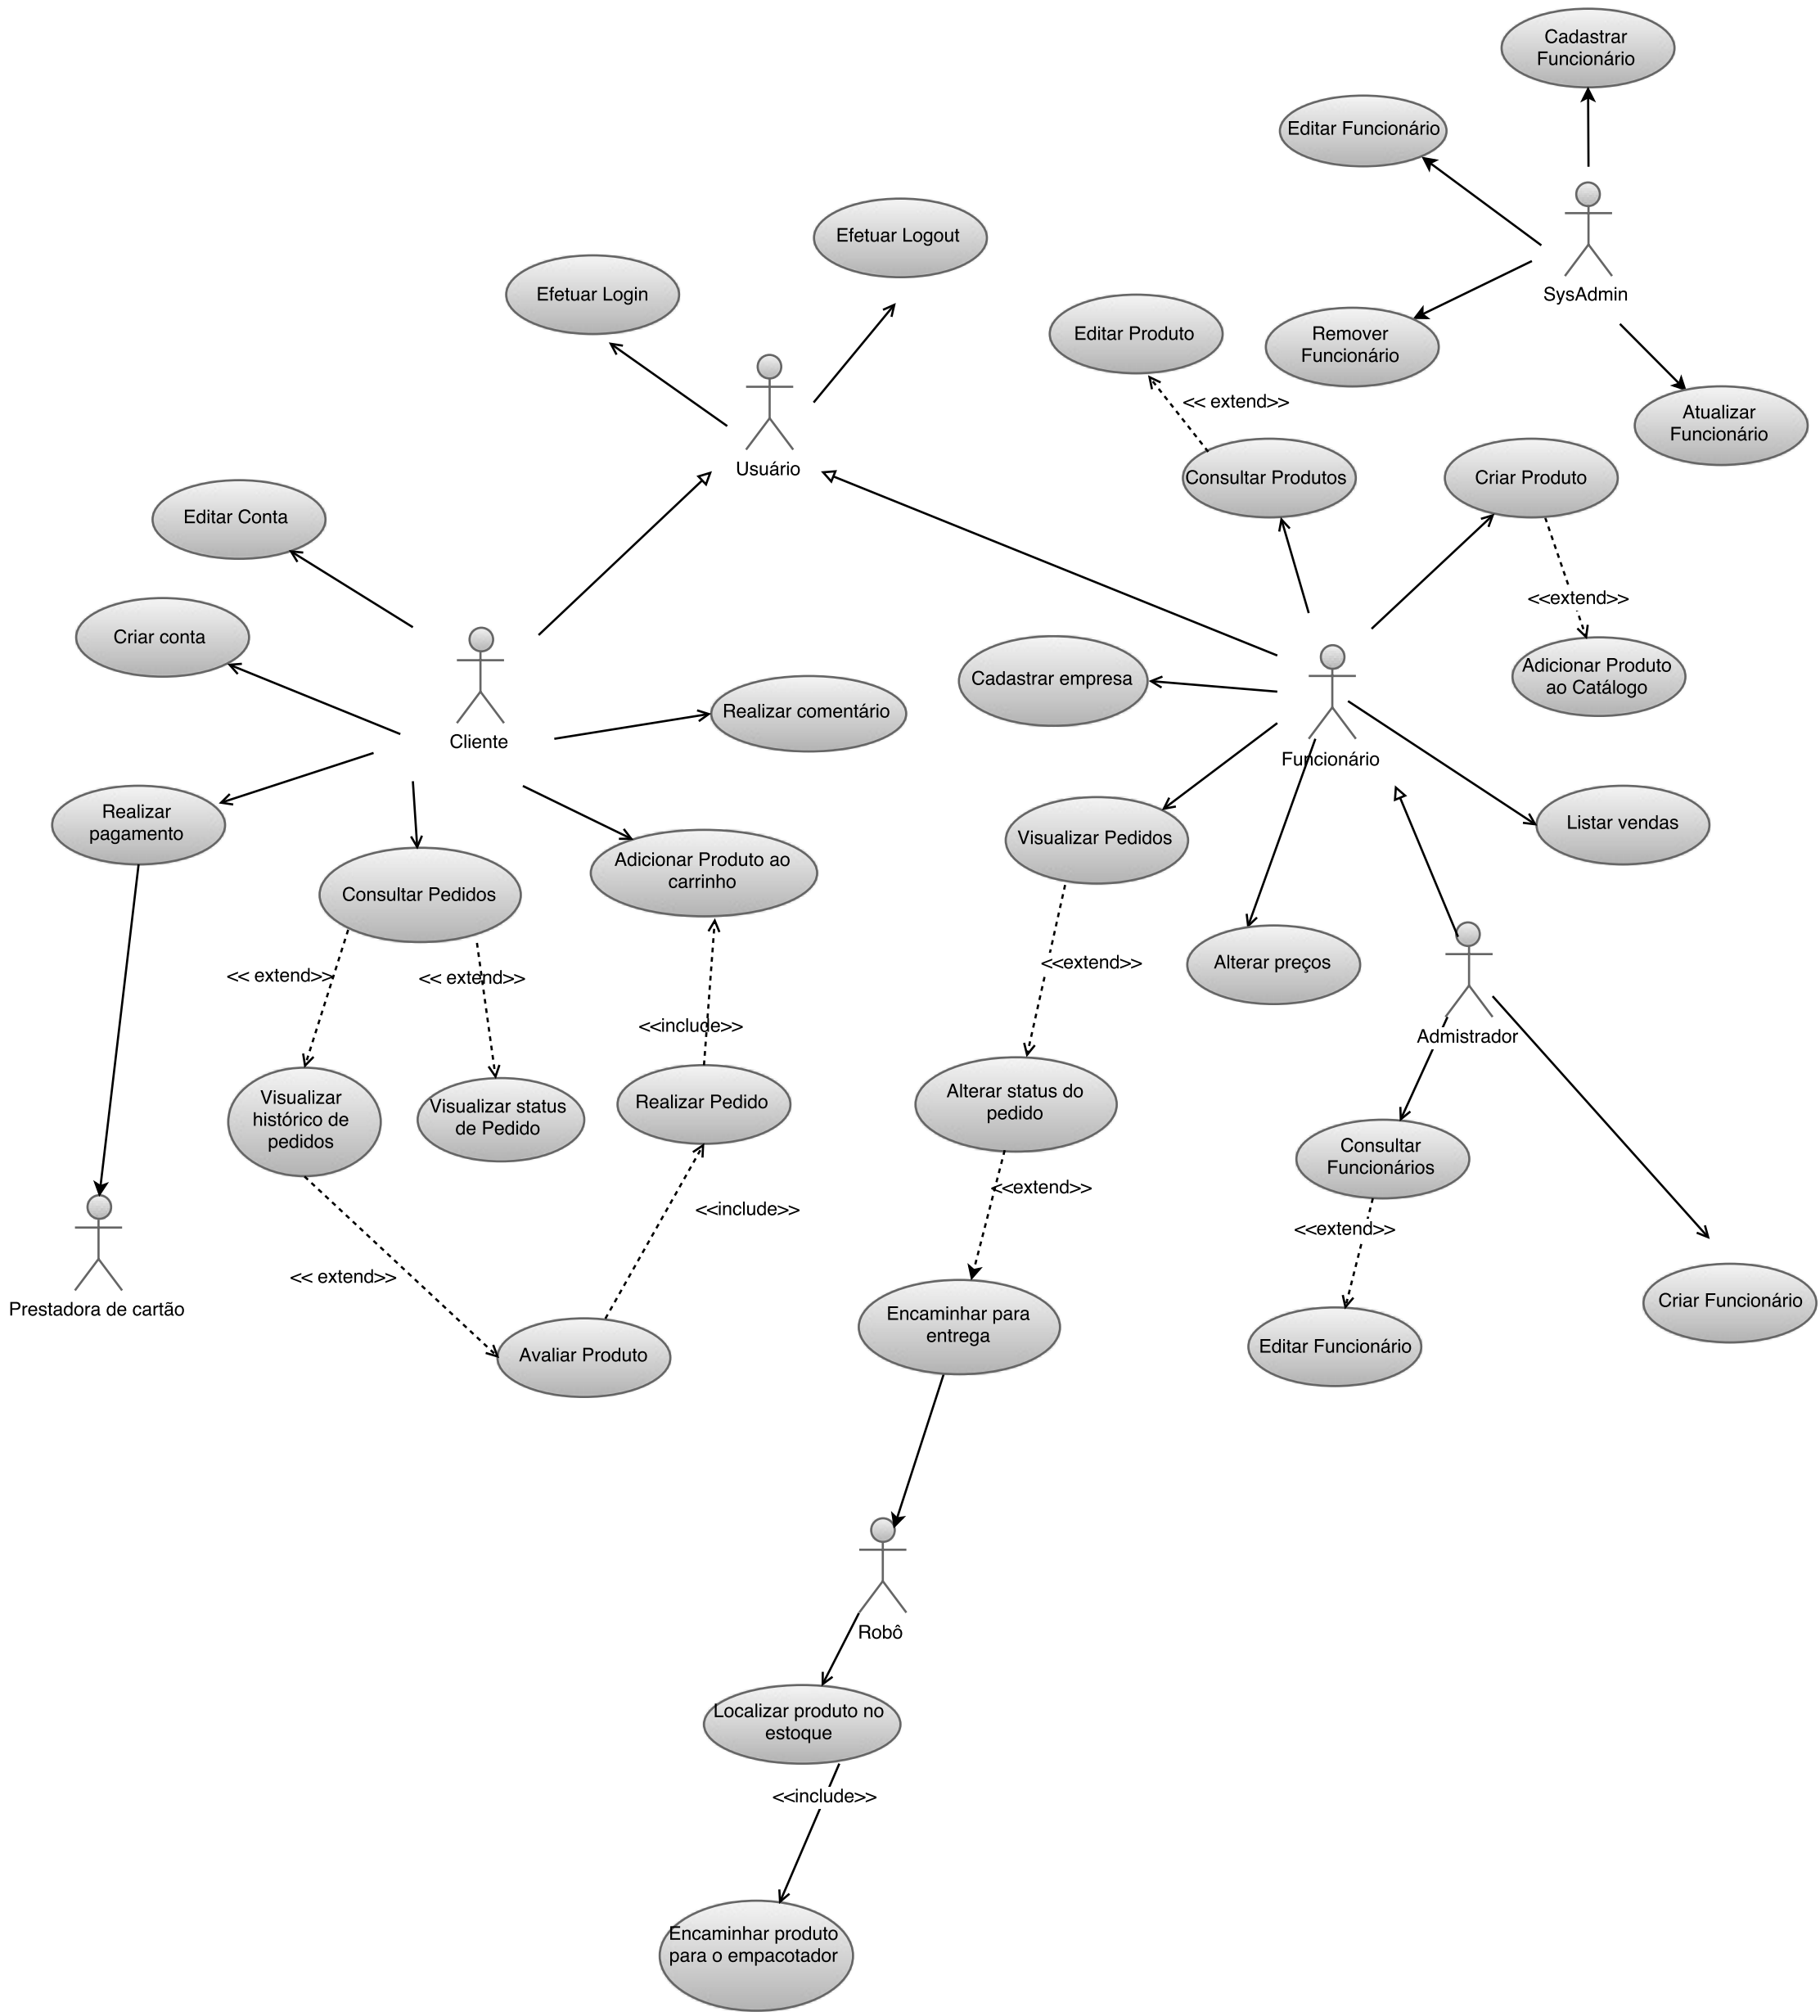 Cadastrar
Funcionário
Editar Funcionário
SysAdmin
Efetuar Logout
Efetuar Login
Editar Produto
Remover
Funcionário
<< extend>>
Atualizar
Funcionário
Usuário
Consultar Produtos
Criar Produto
Editar Conta
<<extend>>
Criar conta
Adicionar Produto
ao Catálogo
Cadastrar empresa
Realizar comentário
Cliente
Funcionário
Realizar
pagamento
Listar vendas
Visualizar Pedidos
Adicionar Produto ao
carrinho
Consultar Pedidos
<<extend>>
Alterar preços
<< extend>>
<< extend>>
<<include>>
Admistrador
Visualizar
histórico de
pedidos
Visualizar status
de Pedido
Realizar Pedido
Alterar status do
pedido
Consultar
Funcionários
<<extend>>
<<include>>
<<extend>>
<< extend>>
Prestadora de cartão
Encaminhar para
entrega
Criar Funcionário
Editar Funcionário
Avaliar Produto
Robô
Localizar produto no
estoque
<<include>>
Encaminhar produto
para o empacotador